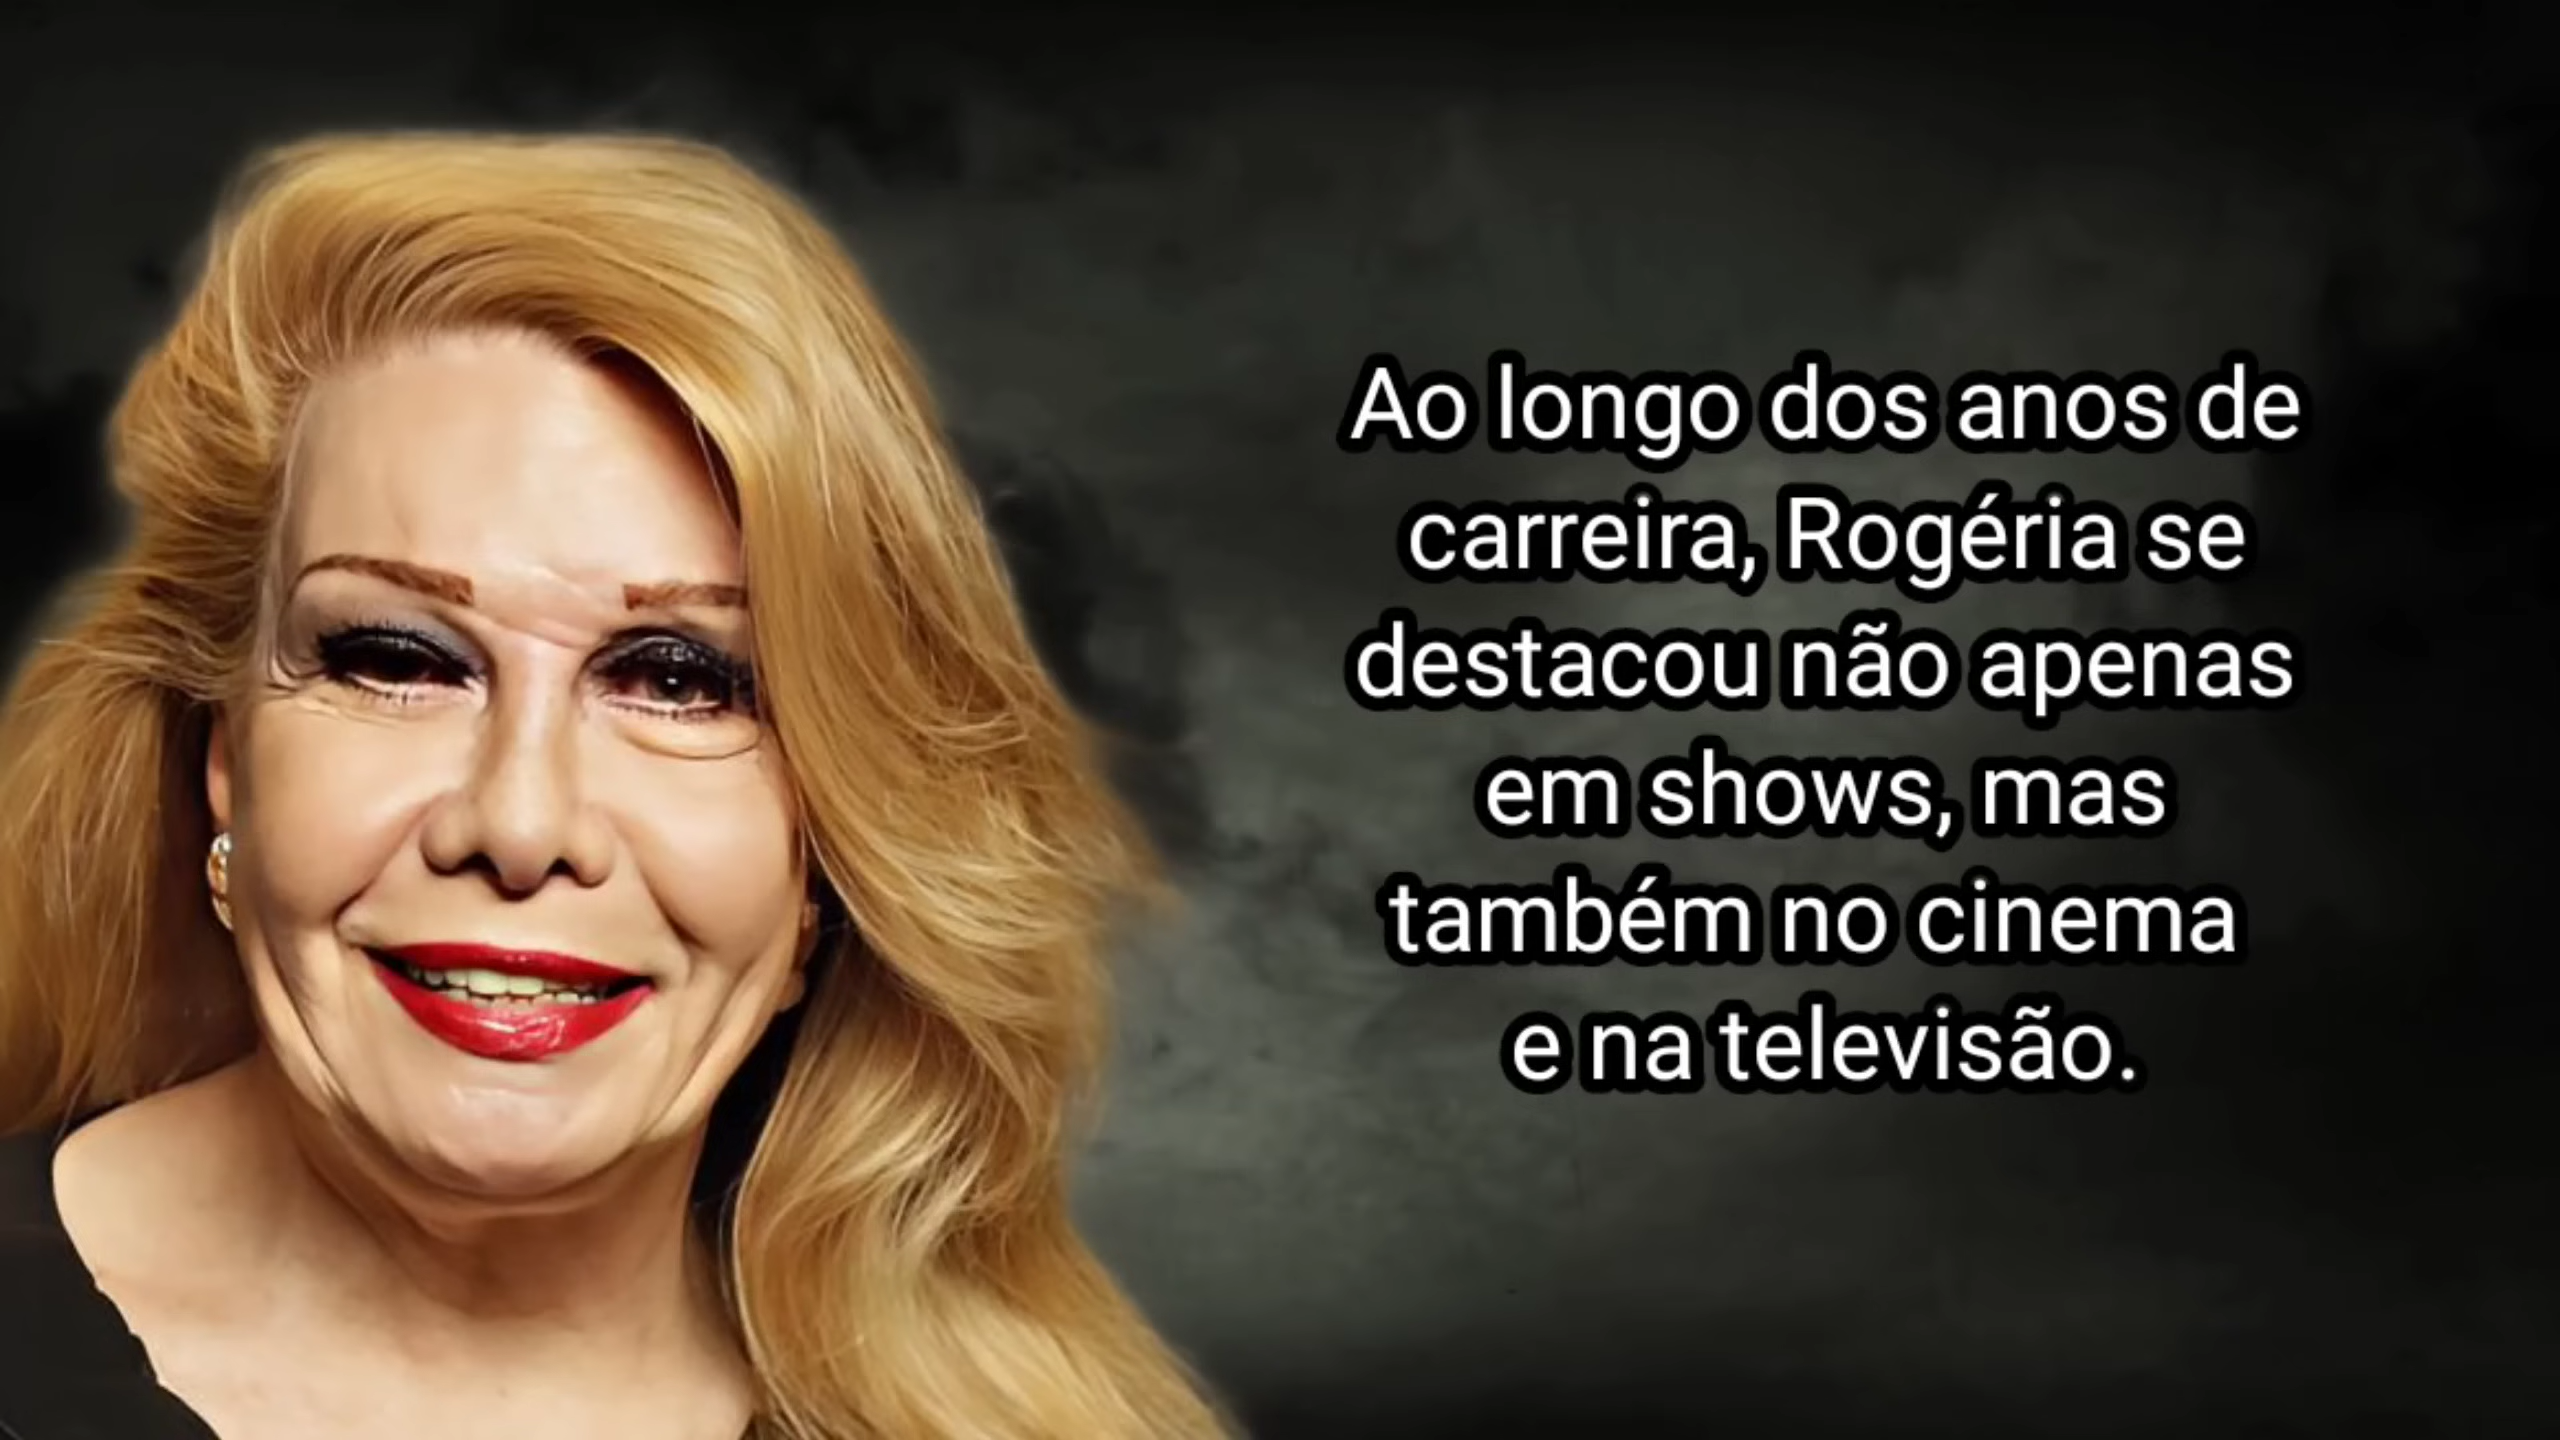 Ao longo dos anos de
carreira, Rogéria se
destacou não apenas
em shows, mas
também no cinema
e na televisão.